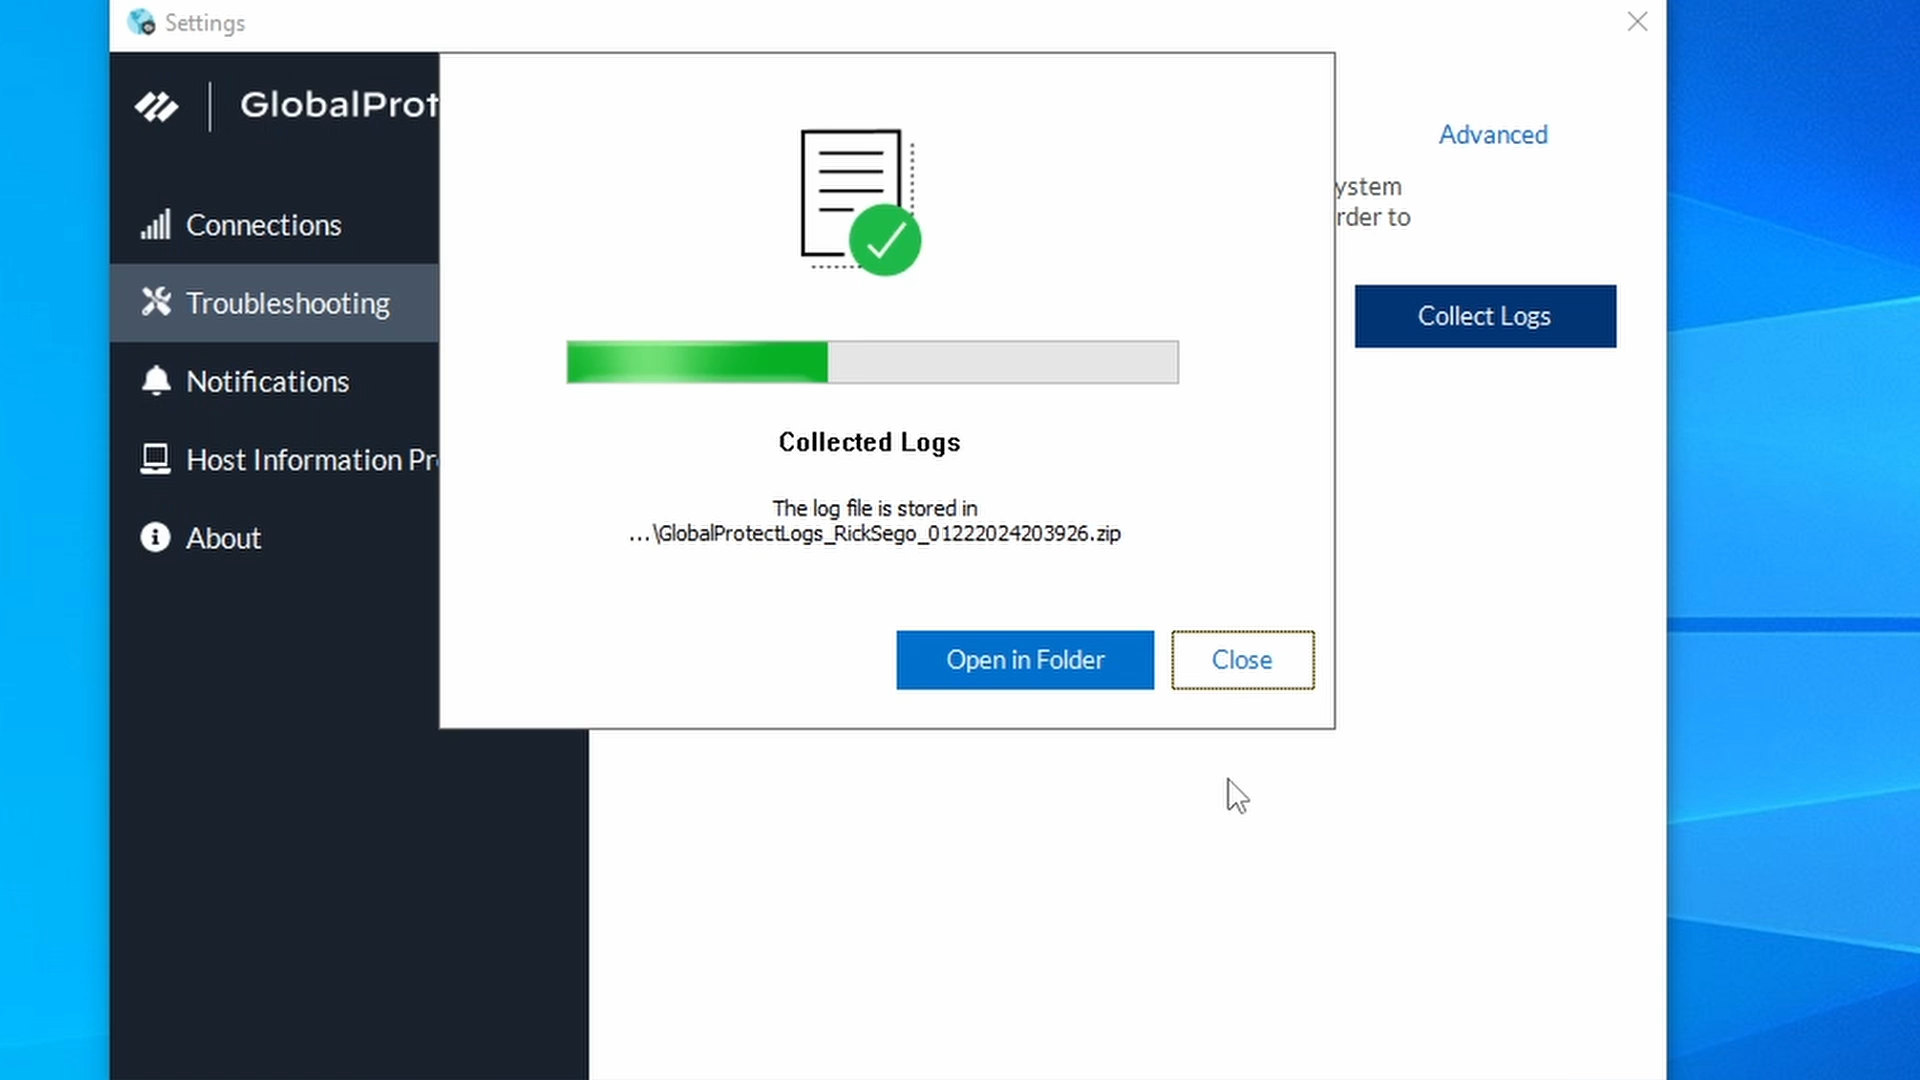 Settings
GlobalProt
Advanced
ystem
rder to
Connections
Collect Logs
Troubleshooting
Notifications
Collected Logs
Host Information Pr
The log file is stored in
...\GlobalProtectLogs_RickSego_01222024203926.zip
About
Open in Folder
Close